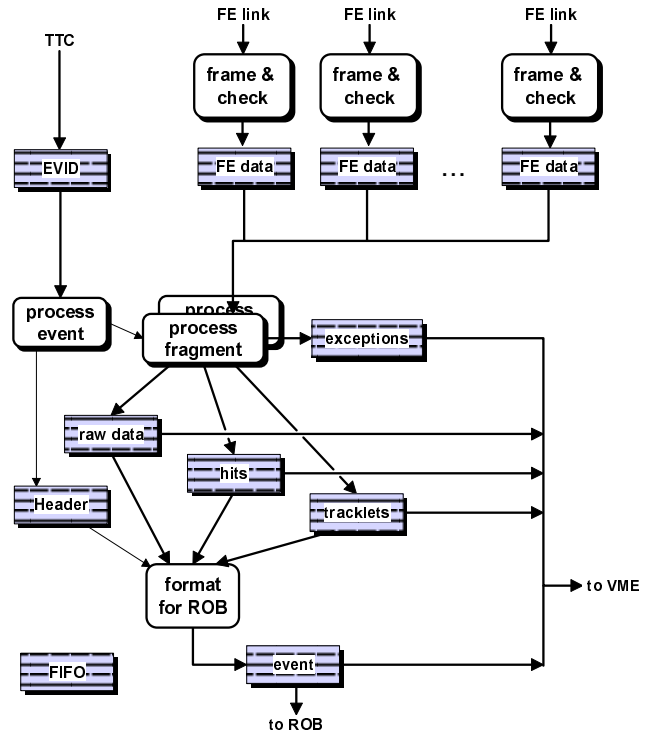 FE link
FE link
FE link
TTC
frame &
check
frame &
check
frame &
check
EVID
FE data
FE data
...
FE data
process
event
process
process
fragment
exceptions
raw data
hits
Header
tracklets
format
for ROB
to VME
FIFO
event
to ROB